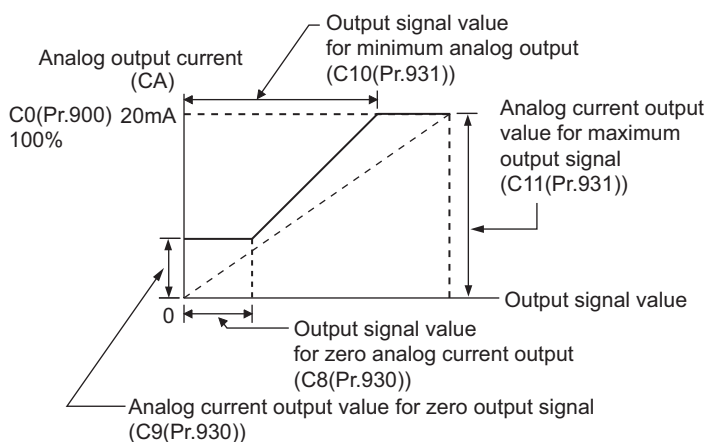 Output signal value
for minimum analog output
(C10(Pr.931))
Analog output current
(CA)
C0(Pr.900) 20mA
100%
Analog current output
value for maximum
output signal
(C11(Pr.931))
Output signal value
0
Output signal value
for zero analog current output
(C8(Pr.930))
Analog current output value for zero output signal
(C9(Pr.930))